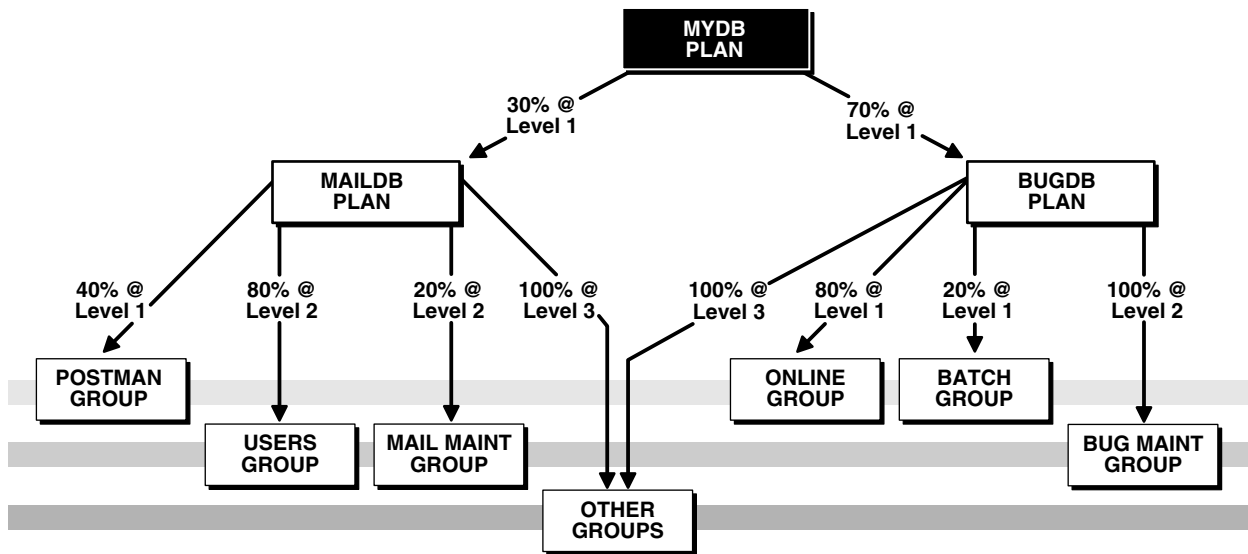 MYDB
PLAN
30% @
Level 1
70% @
Level 1
MAILDB
PLAN
BUGDB
PLAN
40% @
Level 1
80% @
Level 2
20% @
Level 2
100% @
Level 3
100% @
Level 3
80% @
Level 1
20% @
Level 1
100% @
Level 2
POSTMAN
GROUP
ONLINE
GROUP
BATCH
GROUP
USERS
GROUP
MAIL MAINT
GROUP
BUG MAINT
GROUP
OTHER
GROUPS